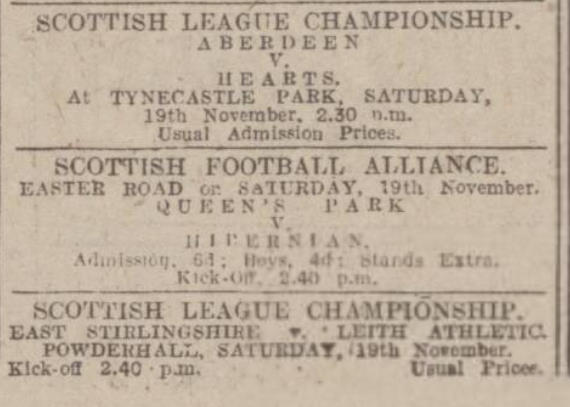 SCOTTISH LEAGUE CHAMPIONSHIP.
ABERDEEN
V.
HEARTS.
At TYNECASTLE PARK, SATURDAY,
19th November, 2.30 p.m.
Usual Admission Prices.
SCOTTISH FOOTBALL ALLIANCE.
EASTER ROAD on SATURDAY, 19th November.
QUEEN'S PARK
V.
HIBERNIAN.
Admission, 6d; Boys, 4d; Stands Extra.
Kick-Off, 2.40 p.m.
SCOTTISH LEAGUE CHAMPIONSHIP.
EAST STIRLINGSHIRE v. LEITH ATHLETIC.
POWDERHALL, SATURDAY, 19th November.
Kick-off 2.40 p.m. Usual Prices.